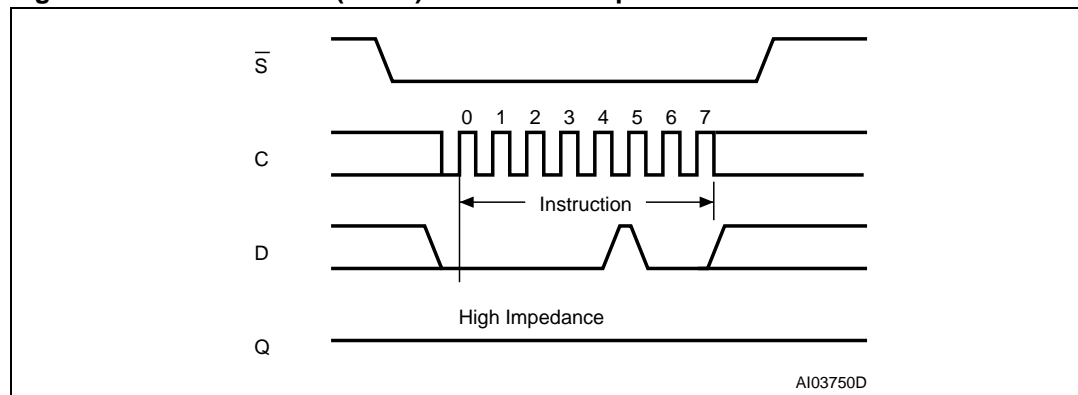 S̅
0 1 2 3 4 5 6 7
C
Instruction
D
High Impedance
Q
AI03750D